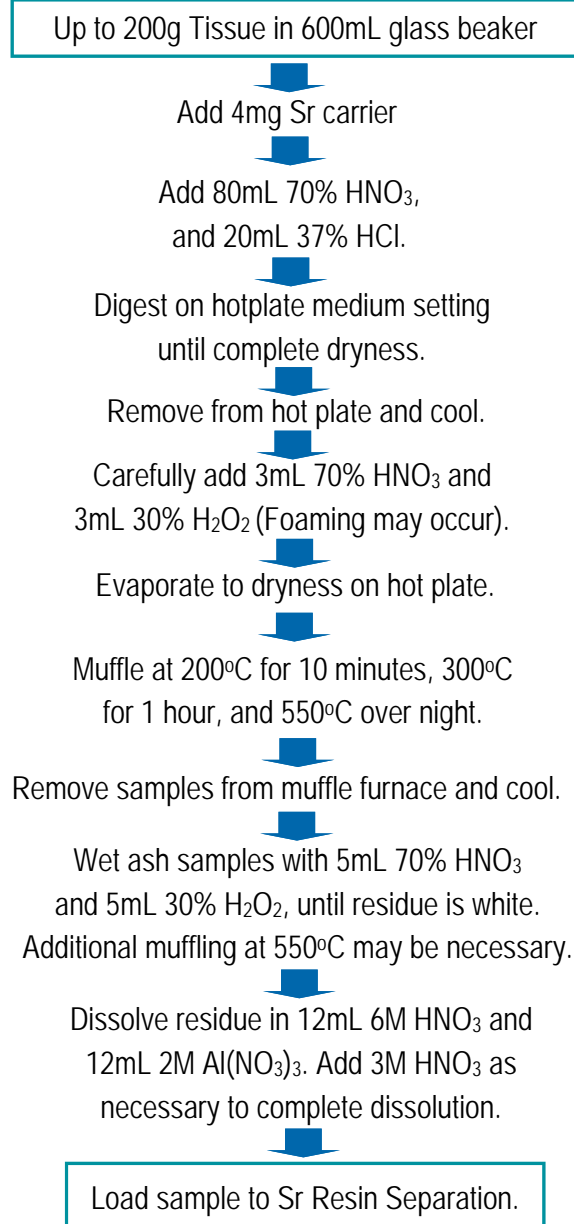 Up to 200g Tissue in 600mL glass beaker
Add 4mg Sr carrier
Add 80mL 70% HNO₃,
and 20mL 37% HCl.
Digest on hotplate medium setting
until complete dryness.
Remove from hot plate and cool.
Carefully add 3mL 70% HNO₃ and
3mL 30% H₂O₂ (Foaming may occur).
Evaporate to dryness on hot plate.
Muffle at 200ºC for 10 minutes, 300ºC
for 1 hour, and 550ºC over night.
Remove samples from muffle furnace and cool.
Wet ash samples with 5mL 70% HNO₃
and 5mL 30% H₂O₂, until residue is white.
Additional muffling at 550ºC may be necessary.
Dissolve residue in 12mL 6M HNO₃ and
12mL 2M Al(NO₃)₃. Add 3M HNO₃ as
necessary to complete dissolution.
Load sample to Sr Resin Separation.